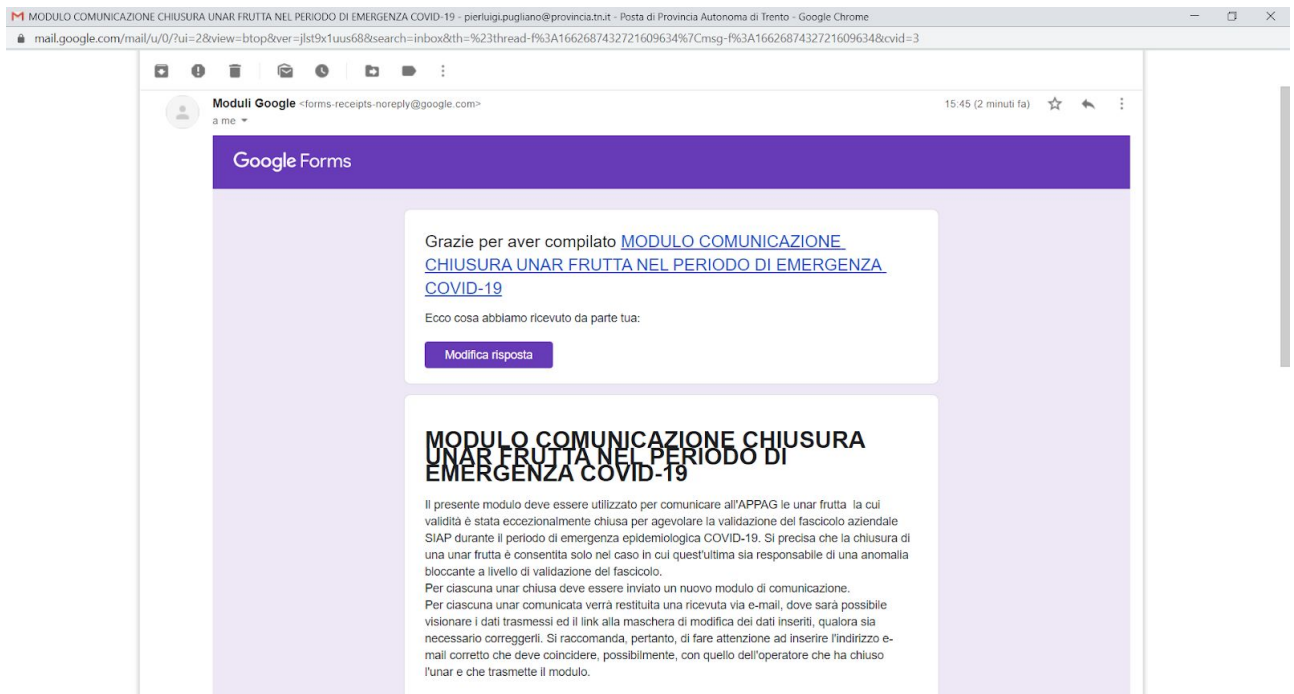 MODULO COMUNICAZIONE CHIUSURA UNAR FRUTTA NEL PERIODO DI EMERGENZA COVID-19 - pierluigi.pugliano@provincia.tn.it - Posta di Provincia Autonoma di Trento - Google Chrome
mail.google.com/mail/u/0/?ui=2&view=btop&ver=jlst9x1uus68&search=inbox&th=%23thread-f%3A1662687432721609634%7Cmsg-f%3A1662687432721609634&cvid=3
Moduli Google <forms-receipts-noreply@google.com> 15:45 (2 minuti fa)
a me
Google Forms
Grazie per aver compilato MODULO COMUNICAZIONE
CHIUSURA UNAR FRUTTA NEL PERIODO DI EMERGENZA
COVID-19
Ecco cosa abbiamo ricevuto da parte tua:
Modifica risposta
MODULO COMUNICAZIONE CHIUSURA
UNAR FRUTTA NEL PERIODO DI
EMERGENZA COVID-19
Il presente modulo deve essere utilizzato per comunicare all'APPAG le unar frutta la cui
validità è stata eccezionalmente chiusa per agevolare la validazione del fascicolo aziendale
SIAP durante il periodo di emergenza epidemiologica COVID-19. Si precisa che la chiusura di
una unar frutta è consentita solo nel caso in cui quest'ultima sia responsabile di una anomalia
bloccante a livello di validazione del fascicolo.
Per ciascuna unar chiusa deve essere inviato un nuovo modulo di comunicazione.
Per ciascuna unar comunicata verrà restituita una ricevuta via e-mail, dove sarà possibile
visionare i dati trasmessi ed il link alla maschera di modifica dei dati inseriti, qualora sia
necessario correggerli. Si raccomanda, pertanto, di fare attenzione ad inserire l'indirizzo e-
mail corretto che deve coincidere, possibilmente, con quello dell'operatore che ha chiuso
l'unar e che trasmette il modulo.